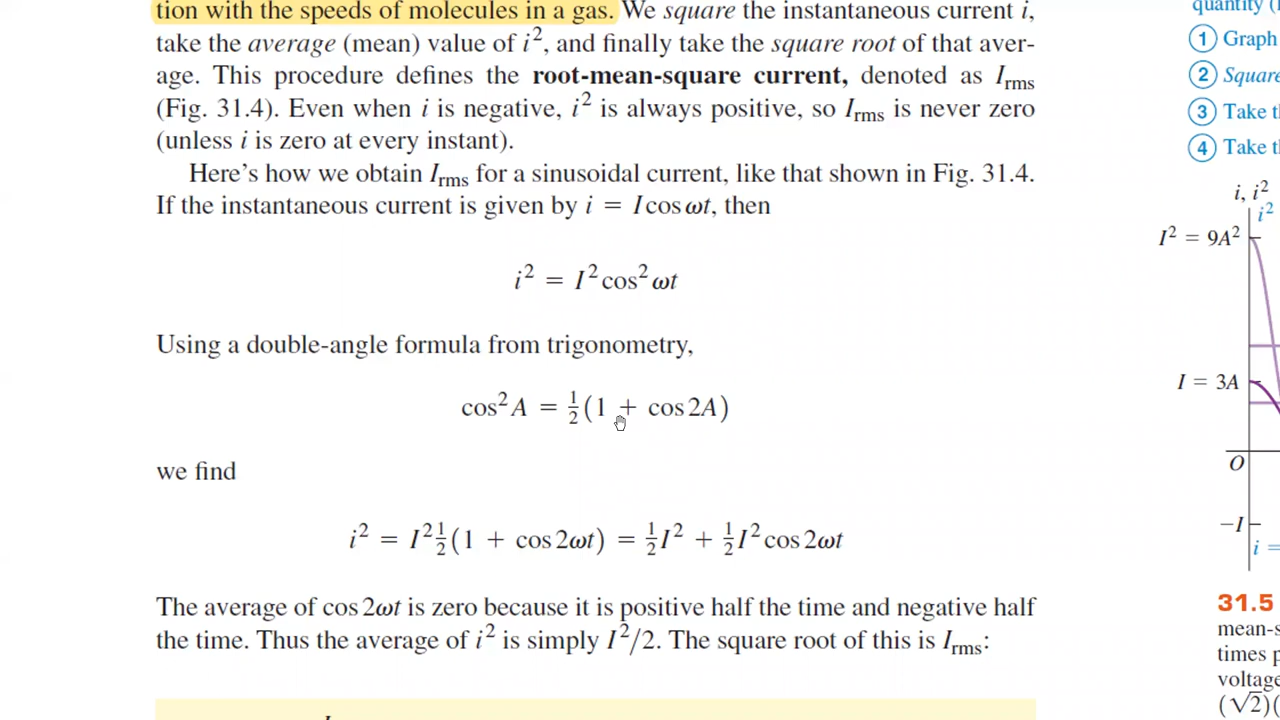 tion with the speeds of molecules in a gas. We square the instantaneous current i,
take the average (mean) value of i², and finally take the square root of that aver-
age. This procedure defines the root-mean-square current, denoted as Irms
(Fig. 31.4). Even when i is negative, i² is always positive, so Irms is never zero
(unless i is zero at every instant).
Here's how we obtain Irms for a sinusoidal current, like that shown in Fig. 31.4.
If the instantaneous current is given by i = I cos ωt, then
i² = I² cos² ωt
Using a double-angle formula from trigonometry,
cos² A = ½(1 + cos 2A)
we find
i² = I²½(1 + cos 2ωt) = ½I² + ½I² cos 2ωt
The average of cos 2ωt is zero because it is positive half the time and negative half
the time. Thus the average of i² is simply I²/2. The square root of this is Irms:
quantity (
① Graph
② Square
③ Take t
④ Take t
i, i²
i²
I² = 9A²
I = 3A
O
−I
i =
31.5
mean-s
times p
voltage
(√2)(